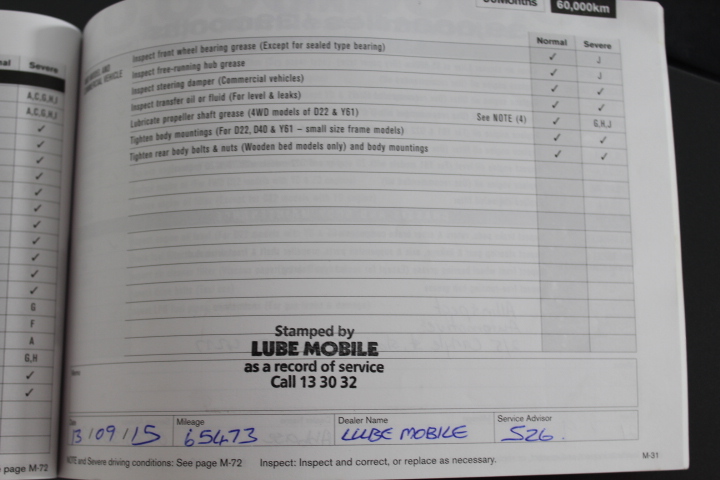 60,000km
Normal Severe
Inspect front wheel bearing grease (Except for sealed type bearing) ✓ J
Inspect free-running hub grease ✓ J
Inspect steering damper (Commercial vehicles) ✓ ✓
Inspect transfer oil or fluid (For level & leaks) ✓ ✓
Lubricate propeller shaft grease (4WD models of D22 & Y61) See NOTE (4) ✓ G,H,J
Tighten body mountings (For D22, D40 & Y61 – small size frame models) ✓ ✓
Tighten rear body bolts & nuts (Wooden bed models only) and body mountings ✓ ✓
Severe
A,C,G,H,I
A,C,G,H,I
✓
✓
✓
✓
✓
✓
✓
✓
✓
✓
✓
G
F
A
G,H
✓
✓
page M-72
Stamped by
LUBE MOBILE
as a record of service
Call 13 30 32
Mileage Dealer Name Service Advisor
13/09/15 65473 LUBE MOBILE S26.
NOTE and Severe driving conditions: See page M-72 Inspect: Inspect and correct, or replace as necessary. M-31